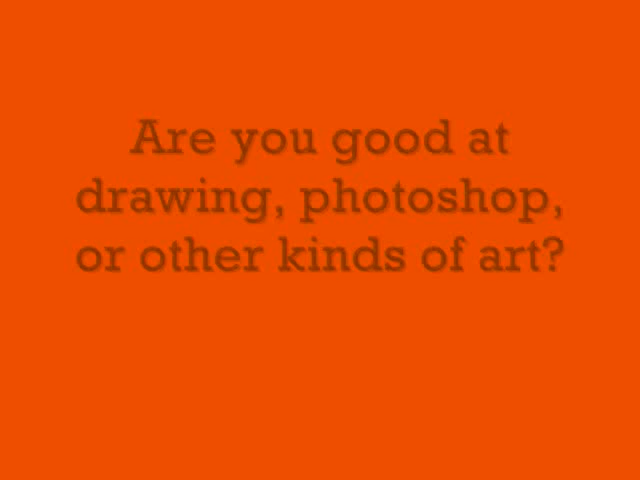 Are you good at
drawing, photoshop,
or other kinds of art?